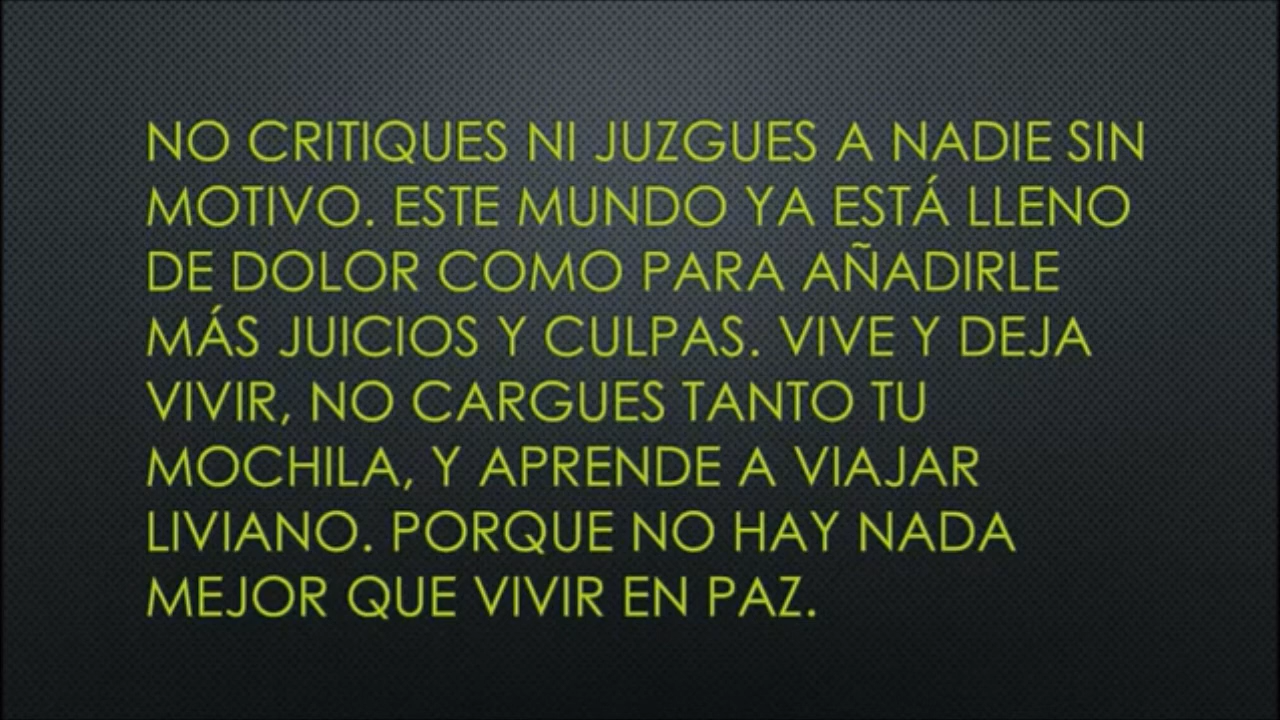 NO CRITIQUES NI JUZGUES A NADIE SIN
MOTIVO. ESTE MUNDO YA ESTÁ LLENO
DE DOLOR COMO PARA AÑADIRLE
MÁS JUICIOS Y CULPAS. VIVE Y DEJA
VIVIR, NO CARGUES TANTO TU
MOCHILA, Y APRENDE A VIAJAR
LIVIANO. PORQUE NO HAY NADA
MEJOR QUE VIVIR EN PAZ.